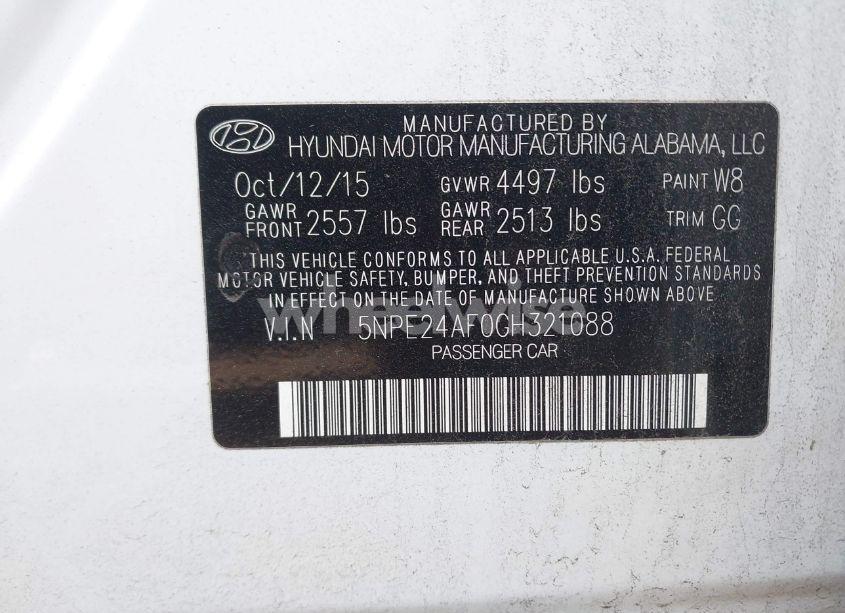 MANUFACTURED BY
HYUNDAI MOTOR MANUFACTURING ALABAMA, LLC
Oct/12/15 GVWR 4497 lbs PAINT W8
GAWR FRONT 2557 lbs GAWR REAR 2513 lbs TRIM GG
THIS VEHICLE CONFORMS TO ALL APPLICABLE U.S.A. FEDERAL
MOTOR VEHICLE SAFETY, BUMPER, AND THEFT PREVENTION STANDARDS
IN EFFECT ON THE DATE OF MANUFACTURE SHOWN ABOVE
wheelwise
V.I.N 5NPE24AF0GH321088
PASSENGER CAR